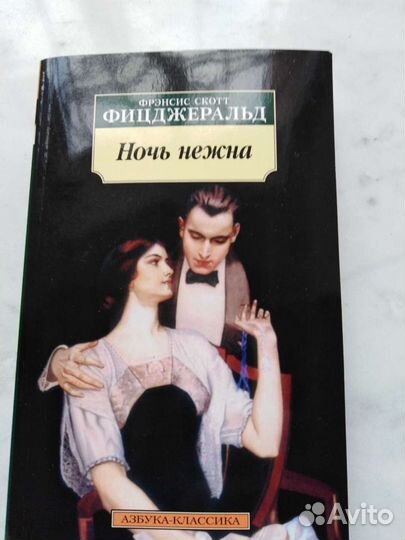 ФРЭНСИС СКОТТ
ФИЦДЖЕРАЛЬД
Ночь нежна
АЗБУКА-КЛАССИКА
Avito